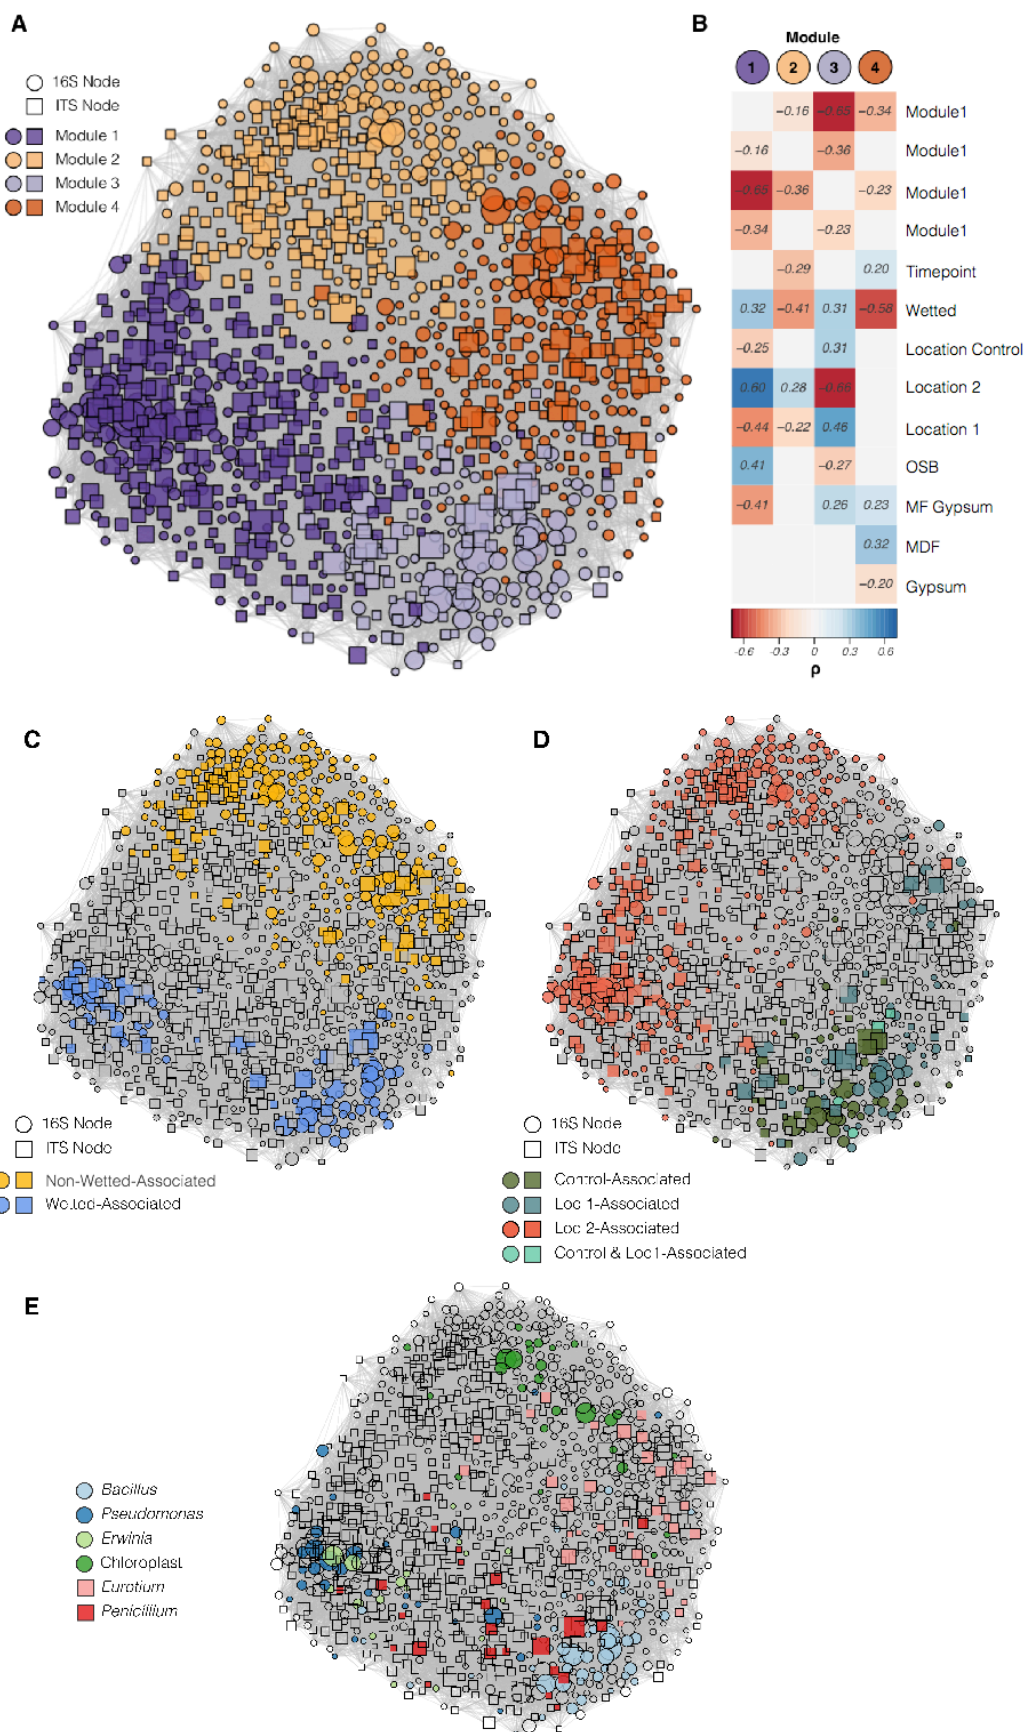 A
16S Node
ITS Node
Module 1
Module 2
Module 3
Module 4
B
Module
1 2 3 4
-0.16 -0.65 -0.34 Module1
-0.16 -0.36 Module1
-0.65 -0.36 -0.23 Module1
-0.34 -0.23 Module1
-0.29 0.20 Timepoint
0.32 -0.41 0.31 -0.58 Wetted
-0.25 0.31 Location Control
0.60 0.28 -0.66 Location 2
-0.44 -0.22 0.46 Location 1
0.41 -0.27 OSB
-0.41 0.26 0.23 MF Gypsum
0.32 MDF
-0.20 Gypsum
-0.6 -0.3 0 0.3 0.6
ρ
C
16S Node
ITS Node
Non-Wetted-Associated
Wetted-Associated
D
16S Node
ITS Node
Control-Associated
Loc 1-Associated
Loc 2-Associated
Control & Loc1-Associated
E
Bacillus
Pseudomonas
Erwinia
Chloroplast
Eurotium
Penicillium